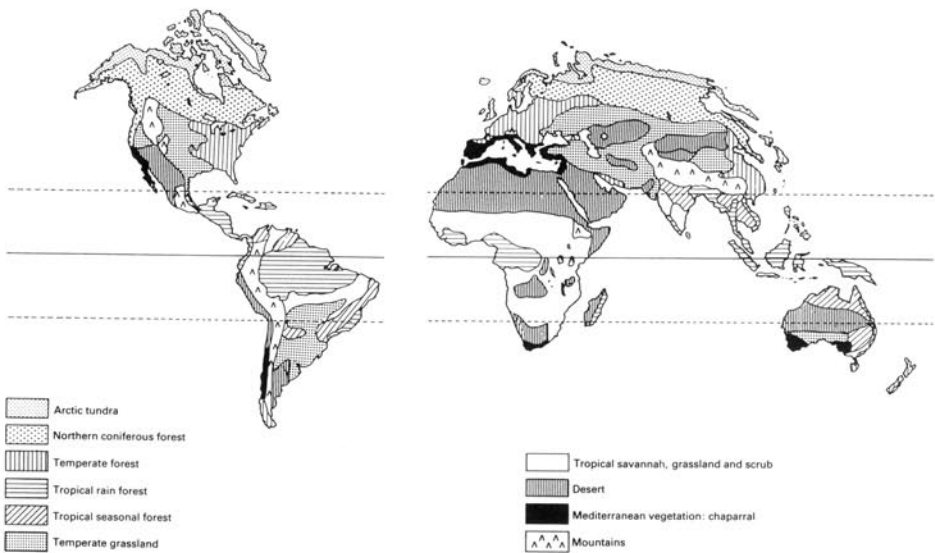 Arctic tundra
Northern coniferous forest
Temperate forest
Tropical rain forest
Tropical seasonal forest
Temperate grassland
Tropical savannah, grassland and scrub
Desert
Mediterranean vegetation: chaparral
Mountains